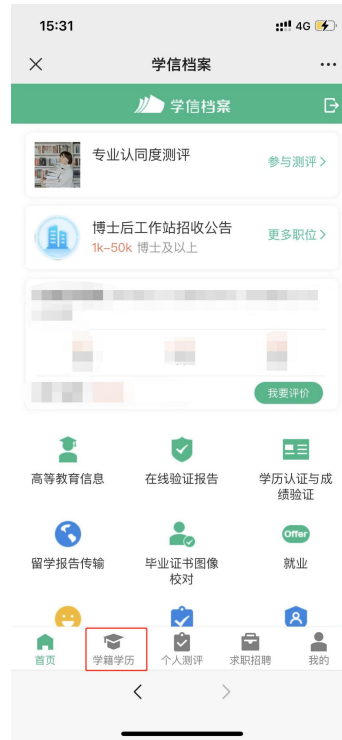 15:31
4G
学信档案
学信档案
专业认同度测评
参与测评
博士后工作站招收公告
1k-50k 博士及以上
更多职位
我要评价
高等教育信息
在线验证报告
学历认证与成
绩验证
留学报告传输
毕业证书图像
校对
Offer
就业
首页
学籍学历
个人测评
求职招聘
我的